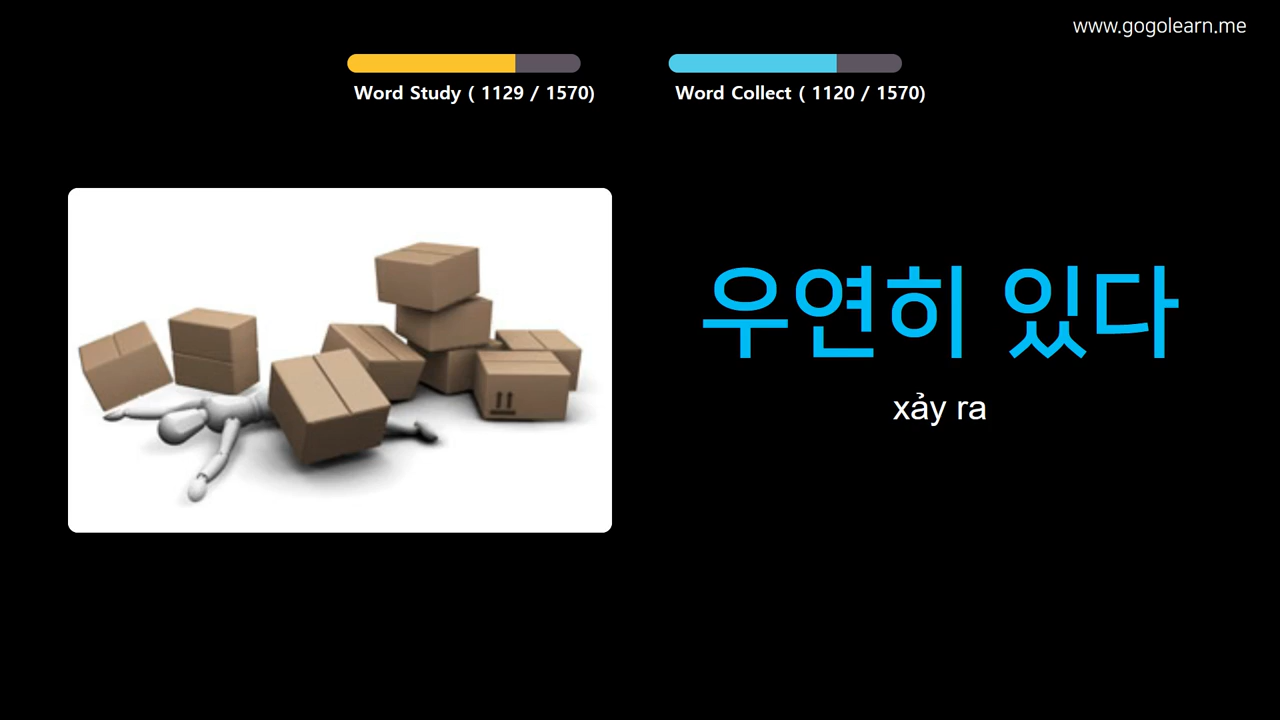 www.gogolearn.me
Word Study ( 1129 / 1570)
Word Collect ( 1120 / 1570)
우연히 있다
xảy ra